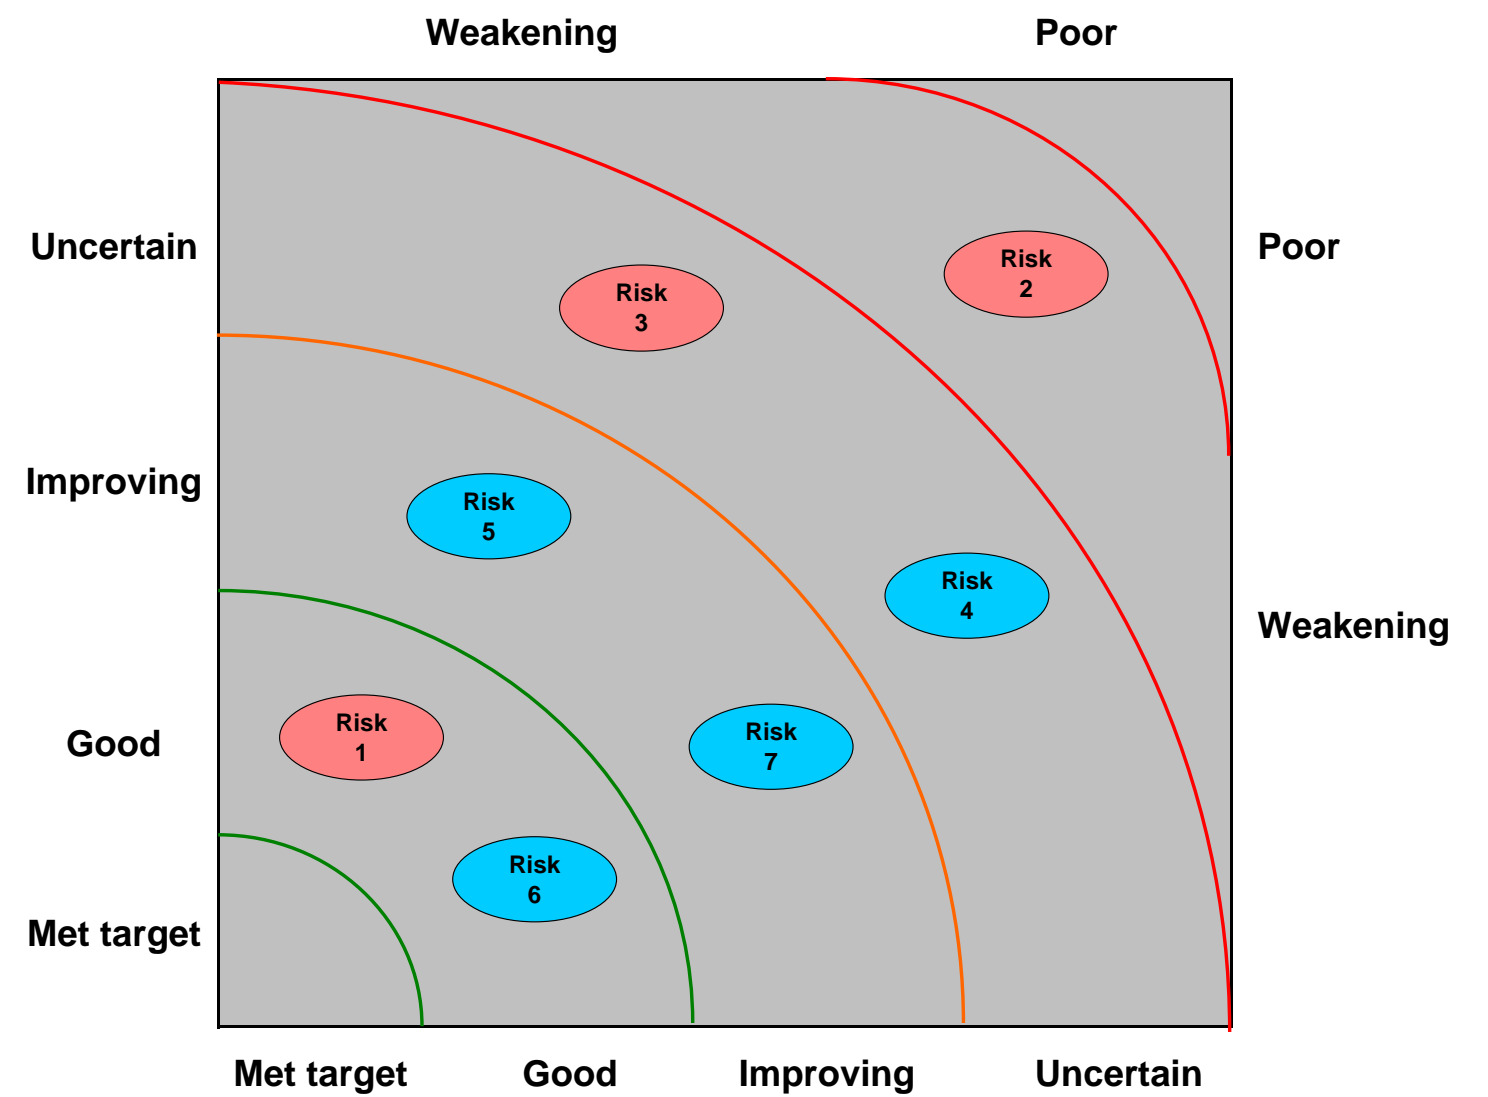 Weakening
Poor
Uncertain
Poor
Risk
2
Risk
3
Improving
Risk
5
Risk
4
Weakening
Good
Risk
1
Risk
7
Risk
6
Met target
Met target
Good
Improving
Uncertain